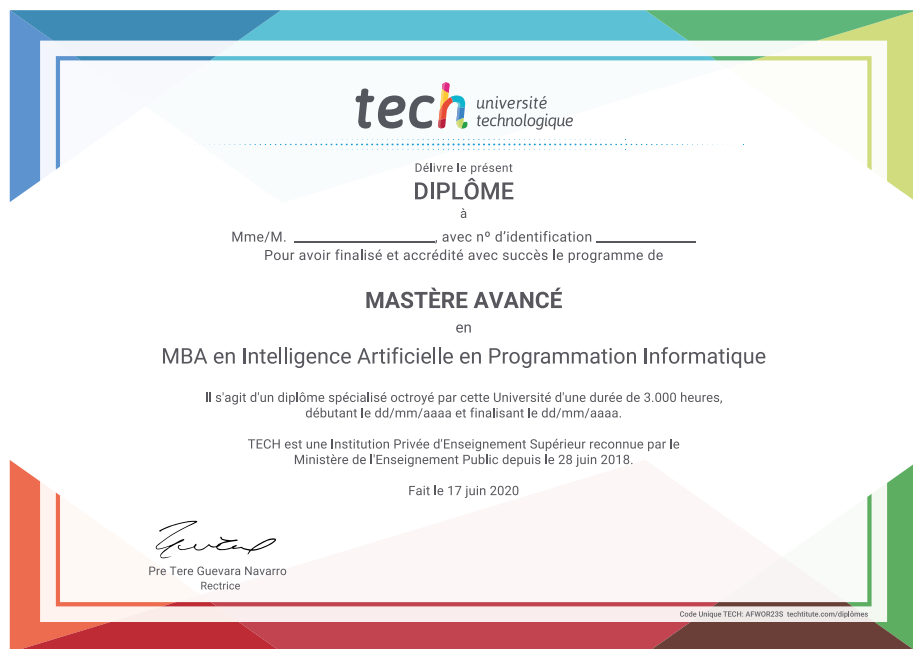 tech université
technologique
Délivre le présent
DIPLÔME
à
Mme/M. ____________, avec nº d'identification ____________
Pour avoir finalisé et accrédité avec succès le programme de
MASTÈRE AVANCÉ
en
MBA en Intelligence Artificielle en Programmation Informatique
Il s'agit d'un diplôme spécialisé octroyé par cette Université d'une durée de 3.000 heures,
débutant le dd/mm/aaaa et finalisant le dd/mm/aaaa.
TECH est une Institution Privée d'Enseignement Supérieur reconnue par le
Ministère de l'Enseignement Public depuis le 28 juin 2018.
Fait le 17 juin 2020
Pre Tere Guevara Navarro
Rectrice
Code Unique TECH: AFWOR23S techtitute.com/diplômes